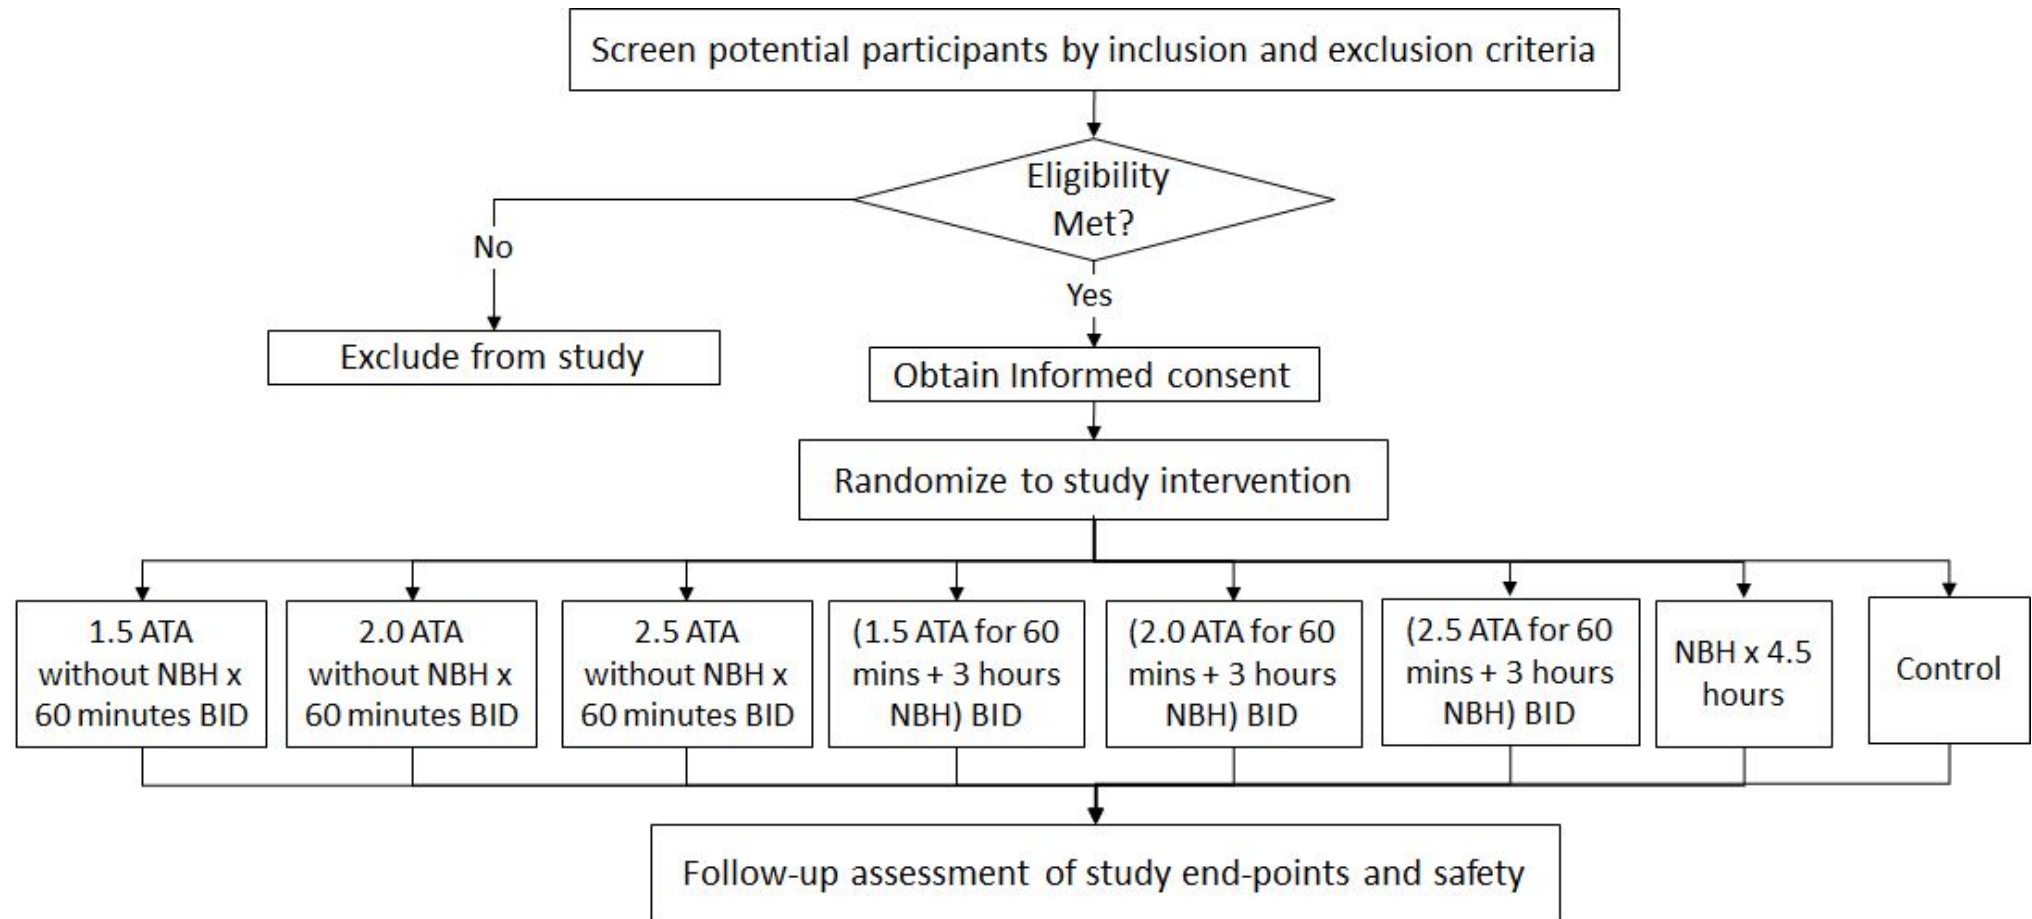 Screen potential participants by inclusion and exclusion criteria
Eligibility
Met?
No
Yes
Exclude from study
Obtain Informed consent
Randomize to study intervention
1.5 ATA
without NBH x
60 minutes BID
2.0 ATA
without NBH x
60 minutes BID
2.5 ATA
without NBH x
60 minutes BID
(1.5 ATA for 60
mins + 3 hours
NBH) BID
(2.0 ATA for 60
mins + 3 hours
NBH) BID
(2.5 ATA for 60
mins + 3 hours
NBH) BID
NBH x 4.5
hours
Control
Follow-up assessment of study end-points and safety